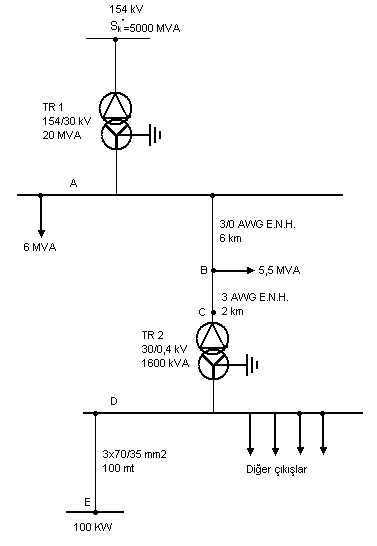 154 kV
Sk"=5000 MVA
TR 1
154/30 kV
20 MVA
A
6 MVA
3/0 AWG E.N.H.
6 km
B
5,5 MVA
3 AWG E.N.H.
C
2 km
TR 2
30/0,4 kV
1600 kVA
D
3x70/35 mm2
100 mt
Diğer çıkışlar
E
100 KW